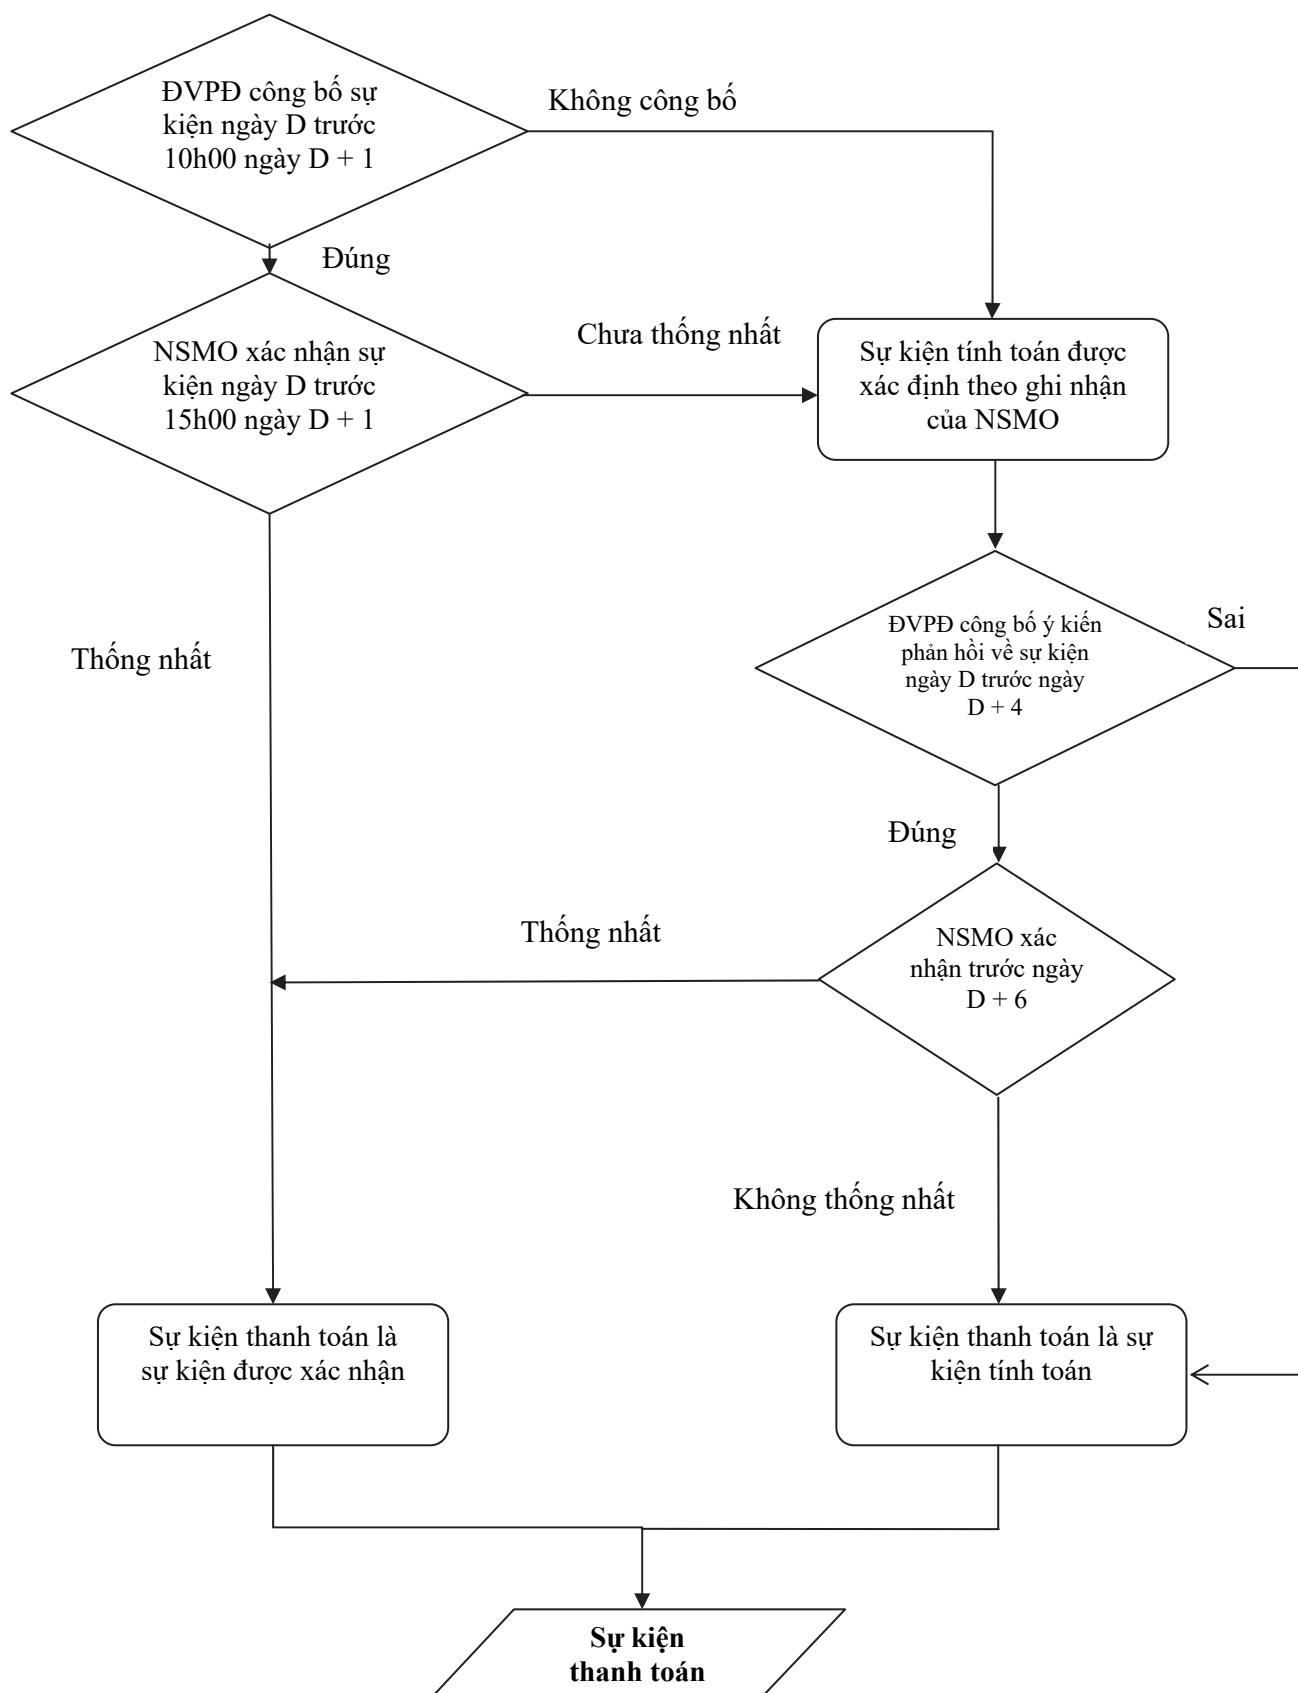 ĐVPĐ công bố sự
kiện ngày D trước
10h00 ngày D + 1
Không công bố
Đúng
NSMO xác nhận sự
kiện ngày D trước
15h00 ngày D + 1
Chưa thống nhất
Sự kiện tính toán được
xác định theo ghi nhận
của NSMO
Thống nhất
ĐVPĐ công bố ý kiến
phản hồi về sự kiện
ngày D trước ngày
D + 4
Sai
Đúng
Thống nhất
NSMO xác
nhận trước ngày
D + 6
Không thống nhất
Sự kiện thanh toán là
sự kiện được xác nhận
Sự kiện thanh toán là sự
kiện tính toán
Sự kiện
thanh toán